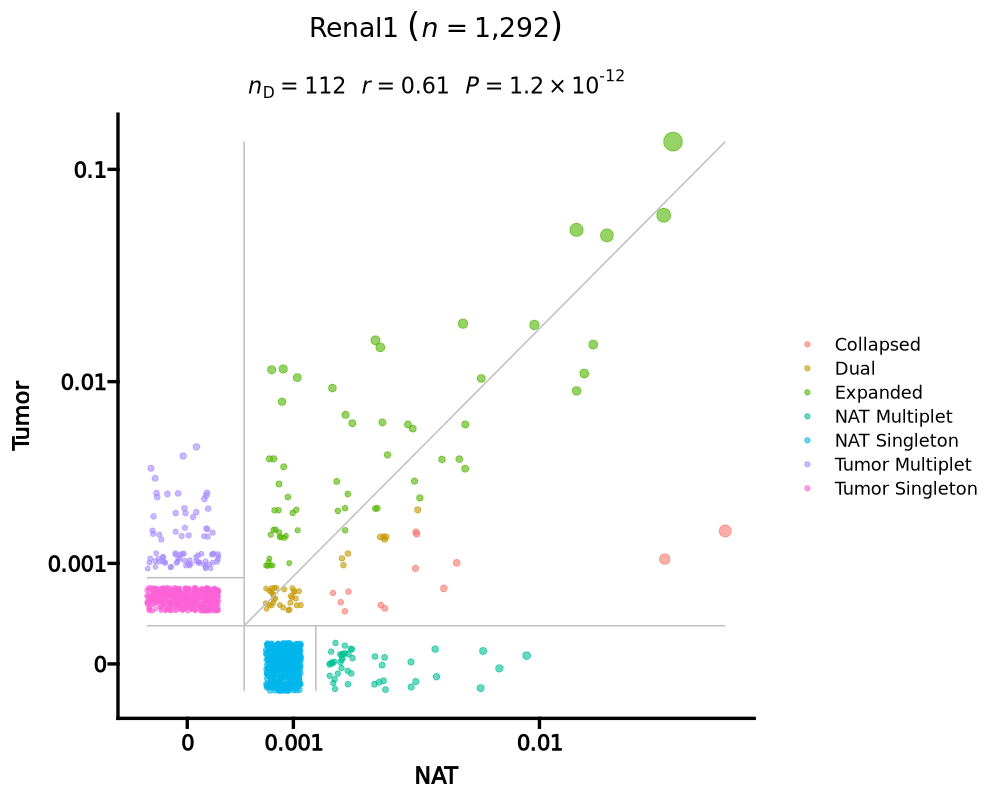 Renal1 (n = 1,292)
nD = 112 r = 0.61 P = 1.2 × 10-12
Tumor
0.1
0.01
0.001
0
0
0.001
0.01
NAT
Collapsed
Dual
Expanded
NAT Multiplet
NAT Singleton
Tumor Multiplet
Tumor Singleton